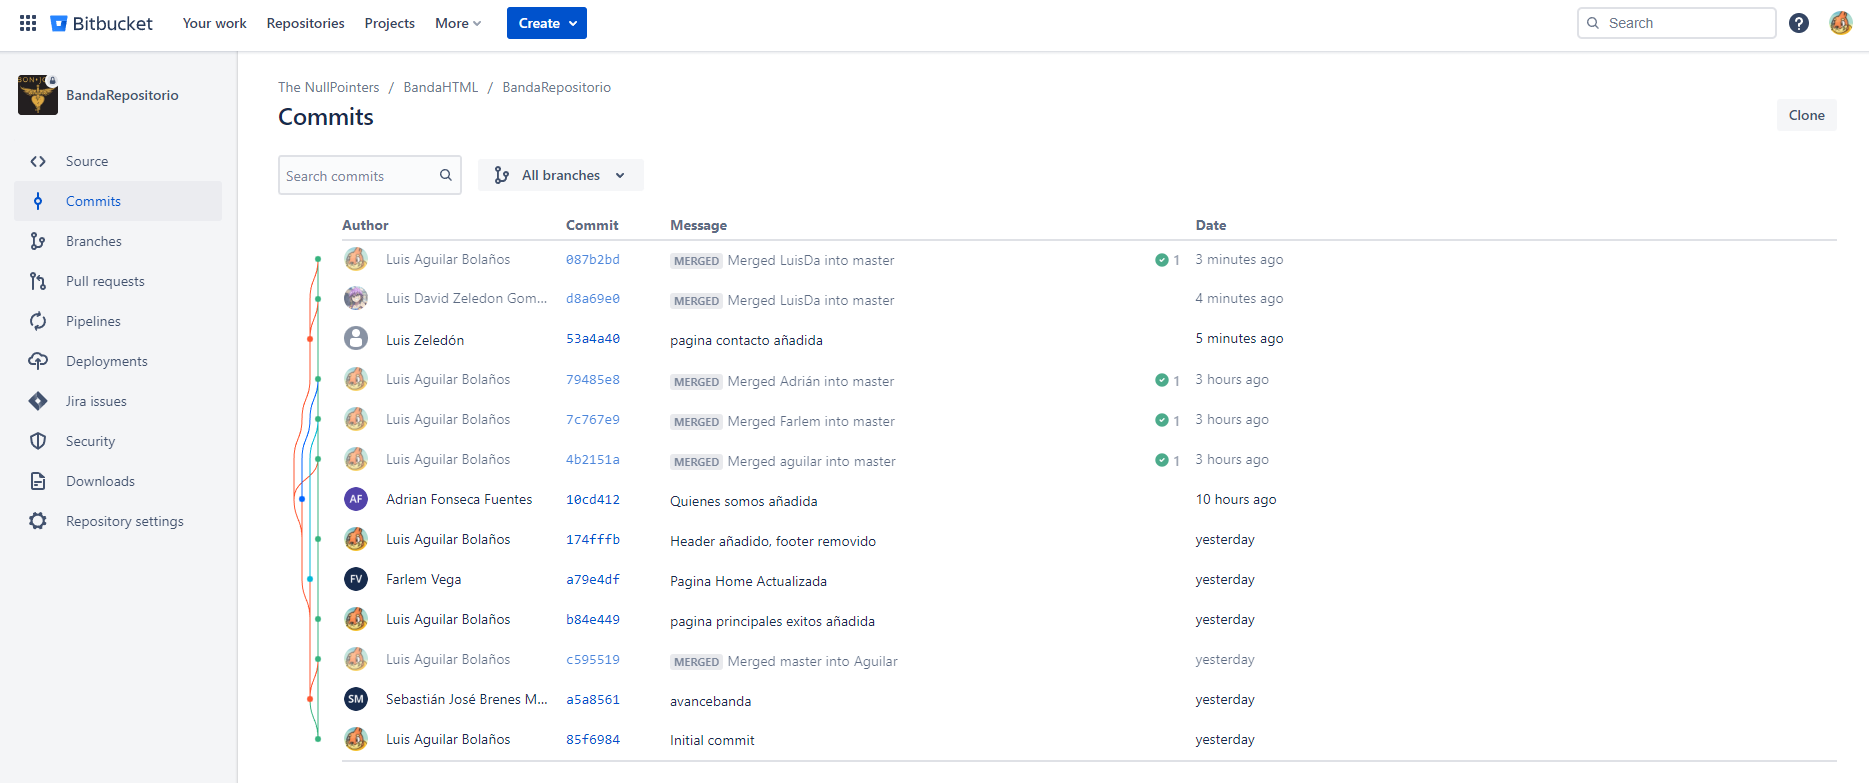 Bitbucket Your work Repositories Projects More Create Search
BON JO
BandaRepositorio
Source
Commits
Branches
Pull requests
Pipelines
Deployments
Jira issues
Security
Downloads
Repository settings
The NullPointers / BandaHTML / BandaRepositorio
Commits
Clone
Search commits All branches
Author Commit Message Date
Luis Aguilar Bolaños 087b2bd MERGED Merged LuisDa into master 1 3 minutes ago
Luis David Zeledon Gom... d8a69e0 MERGED Merged LuisDa into master 4 minutes ago
Luis Zeledón 53a4a40 pagina contacto añadida 5 minutes ago
Luis Aguilar Bolaños 79485e8 MERGED Merged Adrián into master 1 3 hours ago
Luis Aguilar Bolaños 7c767e9 MERGED Merged Farlem into master 1 3 hours ago
Luis Aguilar Bolaños 4b2151a MERGED Merged aguilar into master 1 3 hours ago
AF Adrian Fonseca Fuentes 10cd412 Quienes somos añadida 10 hours ago
Luis Aguilar Bolaños 174fffb Header añadido, footer removido yesterday
FV Farlem Vega a79e4df Pagina Home Actualizada yesterday
Luis Aguilar Bolaños b84e449 pagina principales exitos añadida yesterday
Luis Aguilar Bolaños c595519 MERGED Merged master into Aguilar yesterday
SM Sebastián José Brenes M... a5a8561 avancebanda yesterday
Luis Aguilar Bolaños 85f6984 Initial commit yesterday